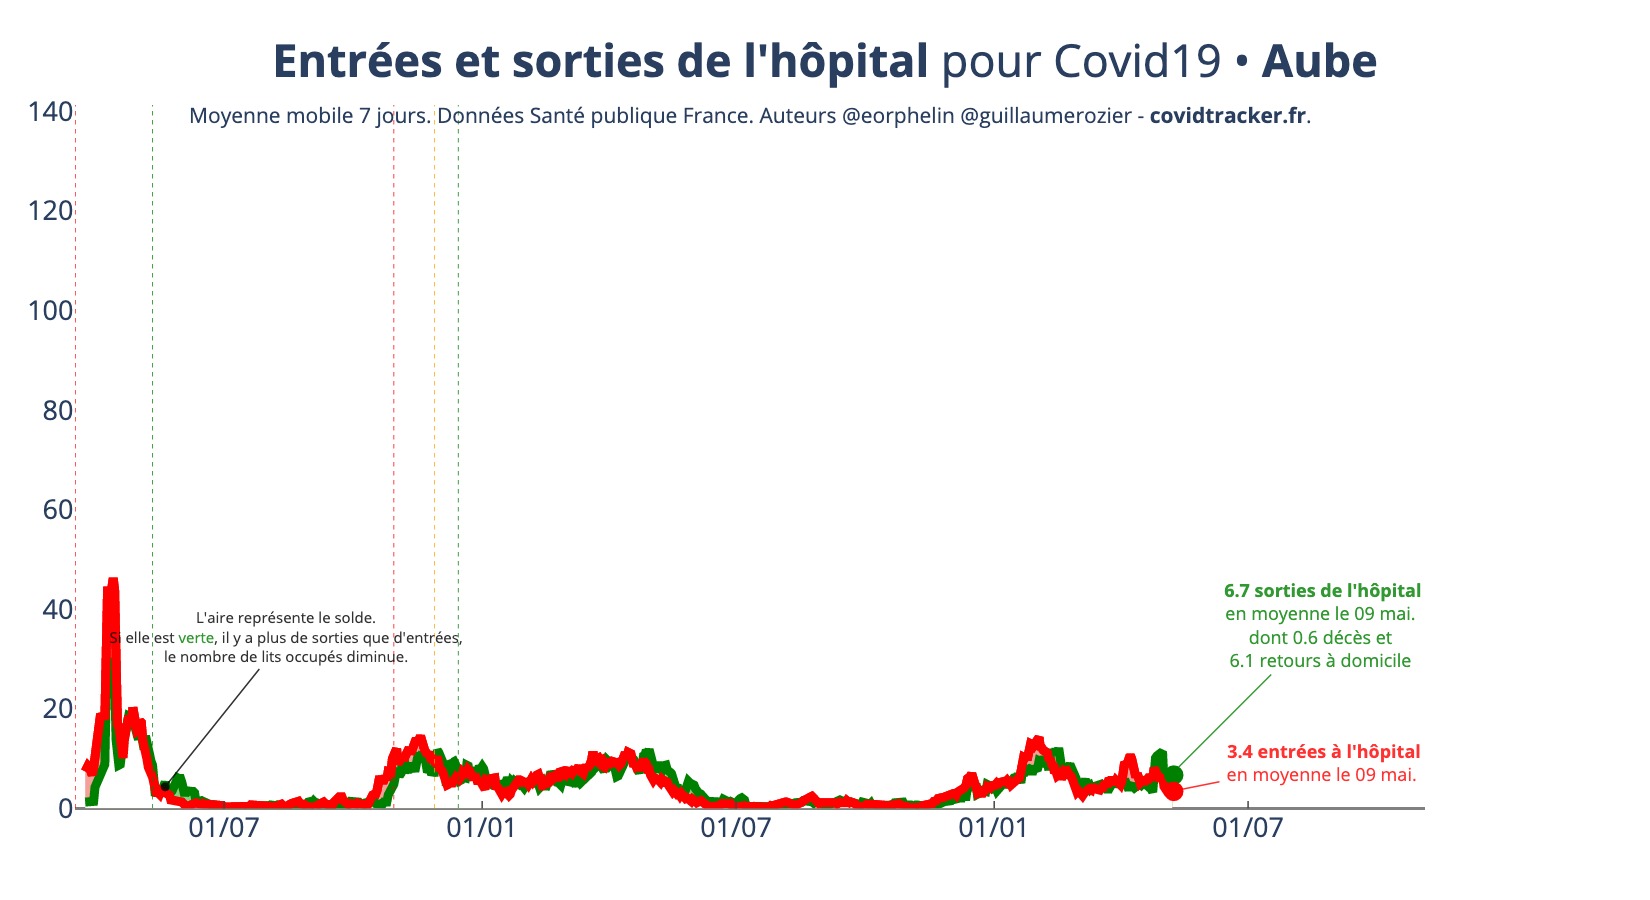 Entrées et sorties de l'hôpital pour Covid19 • Aube
Moyenne mobile 7 jours. Données Santé publique France. Auteurs @eorphelin @guillaumerozier - covidtracker.fr.
140
120
100
80
60
40
20
0
L'aire représente le solde.
Si elle est verte, il y a plus de sorties que d'entrées,
le nombre de lits occupés diminue.
6.7 sorties de l'hôpital
en moyenne le 09 mai.
dont 0.6 décès et
6.1 retours à domicile
3.4 entrées à l'hôpital
en moyenne le 09 mai.
01/07
01/01
01/07
01/01
01/07